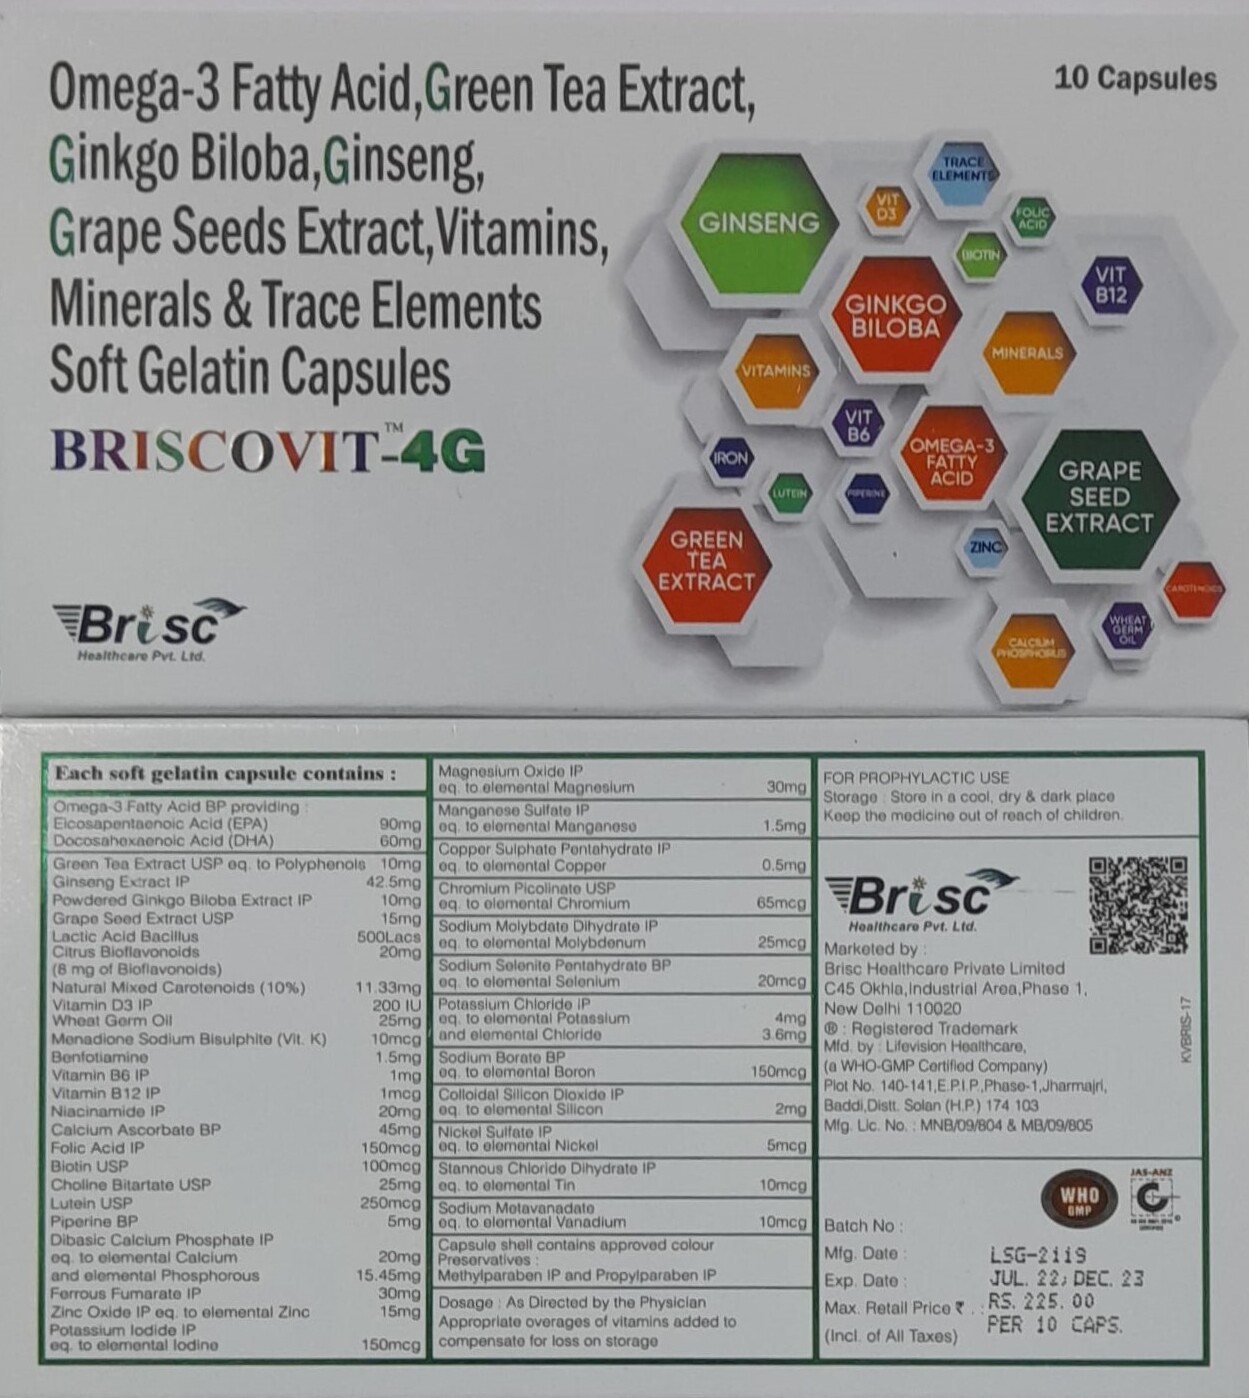 Omega-3 Fatty Acid,Green Tea Extract,
Ginkgo Biloba,Ginseng,
Grape Seeds Extract,Vitamins,
Minerals & Trace Elements
Soft Gelatin Capsules
BRISCOVIT™-4G
10 Capsules
GINSENG
VIT
D3
TRACE
ELEMENTS
FOLIC
ACID
BIOTIN
VIT
B12
GINKGO
BILOBA
MINERALS
VITAMINS
VIT
B6
OMEGA-3
FATTY
ACID
IRON
LUTEIN
PIPERINE
GRAPE
SEED
EXTRACT
GREEN
TEA
EXTRACT
ZINC
CAROTENOIDS
WHEAT
GERM
OIL
CALCIUM
PHOSPHORUS
Brisc
Healthcare Pvt. Ltd.
Each soft gelatin capsule contains :
Omega-3 Fatty Acid BP providing :
Eicosapentaenoic Acid (EPA) 90mg
Docosahexaenoic Acid (DHA) 60mg
Green Tea Extract USP eq. to Polyphenols 10mg
Ginseng Extract IP 42.5mg
Powdered Ginkgo Biloba Extract IP 10mg
Grape Seed Extract USP 15mg
Lactic Acid Bacillus 500Lacs
Citrus Bioflavonoids 20mg
(8 mg of Bioflavonoids)
Natural Mixed Carotenoids (10%) 11.33mg
Vitamin D3 IP 200 IU
Wheat Germ Oil 25mg
Menadione Sodium Bisulphite (Vit. K) 10mcg
Benfotiamine 1.5mg
Vitamin B6 IP 1mg
Vitamin B12 IP 1mcg
Niacinamide IP 20mg
Calcium Ascorbate BP 45mg
Folic Acid IP 150mcg
Biotin USP 100mcg
Choline Bitartate USP 25mg
Lutein USP 250mcg
Piperine BP 5mg
Dibasic Calcium Phosphate IP
eq. to elemental Calcium 20mg
and elemental Phosphorous 15.45mg
Ferrous Fumarate IP 30mg
Zinc Oxide IP eq. to elemental Zinc 15mg
Potassium Iodide IP
eq. to elemental Iodine 150mcg
Magnesium Oxide IP
eq. to elemental Magnesium 30mg
Manganese Sulfate IP
eq. to elemental Manganese 1.5mg
Copper Sulphate Pentahydrate IP
eq. to elemental Copper 0.5mg
Chromium Picolinate USP
eq. to elemental Chromium 65mcg
Sodium Molybdate Dihydrate IP
eq. to elemental Molybdenum 25mcg
Sodium Selenite Pentahydrate BP
eq. to elemental Selenium 20mcg
Potassium Chloride IP
eq. to elemental Potassium 4mg
and elemental Chloride 3.6mg
Sodium Borate BP
eq. to elemental Boron 150mcg
Colloidal Silicon Dioxide IP
eq. to elemental Silicon 2mg
Nickel Sulfate IP
eq. to elemental Nickel 5mcg
Stannous Chloride Dihydrate IP
eq. to elemental Tin 10mcg
Sodium Metavanadate
eq. to elemental Vanadium 10mcg
Capsule shell contains approved colour
Preservatives :
Methylparaben IP and Propylparaben IP
Dosage : As Directed by the Physician
Appropriate overages of vitamins added to
compensate for loss on storage
FOR PROPHYLACTIC USE
Storage : Store in a cool, dry & dark place
Keep the medicine out of reach of children.
Brisc
Healthcare Pvt. Ltd.
Marketed by :
Brisc Healthcare Private Limited
C45 Okhla,Industrial Area,Phase 1,
New Delhi 110020
® : Registered Trademark
Mfd. by : Lifevision Healthcare,
(a WHO-GMP Certified Company)
Plot No. 140-141,E.P.I.P.,Phase-1,Jharmajri,
Baddi,Distt. Solan (H.P.) 174 103
Mfg. Lic. No. : MNB/09/804 & MB/09/805
KVBRIS-17
WHO
GMP
JAS-ANZ
Batch No :
Mfg. Date : LSG-2119
Exp. Date : JUL. 22, DEC. 23
Max. Retail Price ₹ . : RS. 225.00
(Incl. of All Taxes) PER 10 CAPS.